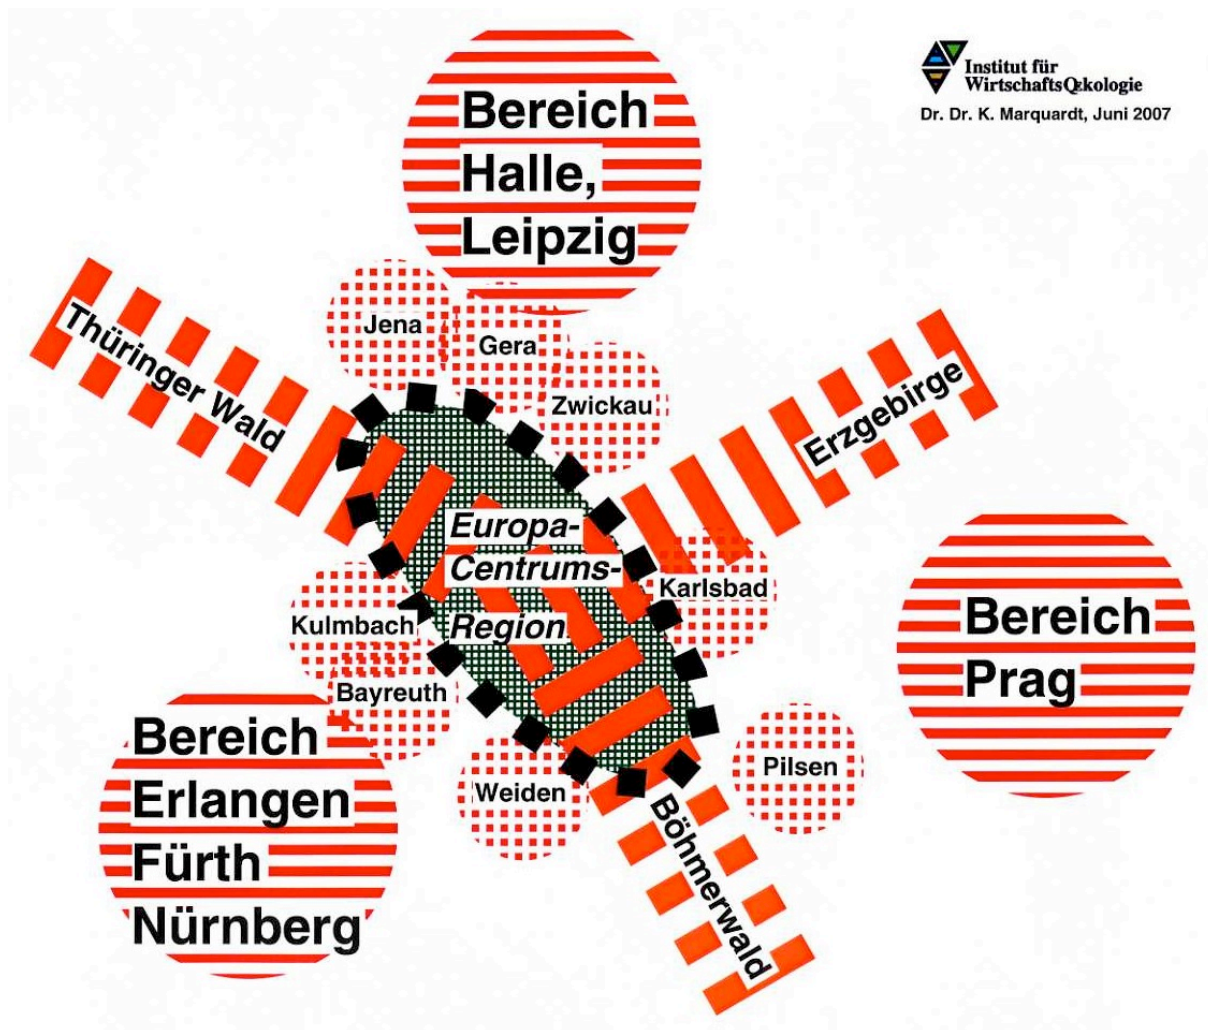 Institut für
WirtschaftsŒkologie
Dr. Dr. K. Marquardt, Juni 2007
Bereich
Halle,
Leipzig
Thüringer Wald
Jena
Gera
Zwickau
Erzgebirge
Europa-
Centrums-
Region
Karlsbad
Kulmbach
Bayreuth
Bereich
Prag
Bereich
Erlangen
Fürth
Nürnberg
Weiden
Pilsen
Böhmerwald